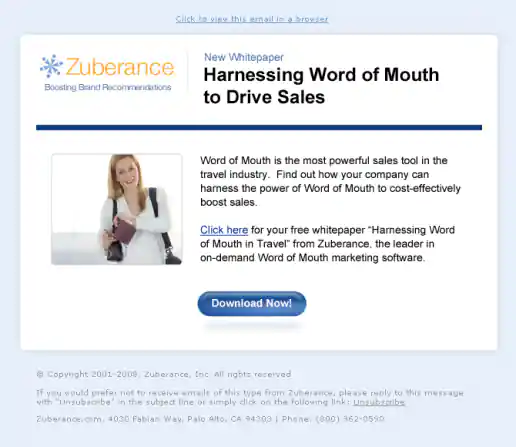 Click to view this email in a browser
Zuberance
Boosting Brand Recommendations
New Whitepaper
Harnessing Word of Mouth
to Drive Sales
Word of Mouth is the most powerful sales tool in the
travel industry. Find out how your company can
harness the power of Word of Mouth to cost-effectively
boost sales.
Click here for your free whitepaper “Harnessing Word
of Mouth in Travel” from Zuberance, the leader in
on-demand Word of Mouth marketing software.
Download Now!
© Copyright 2001-2009, Zuberance, Inc. All rights reserved
If you would prefer not to receive emails of this type from Zuberance, please reply to this message
with "Unsubscribe" in the subject line or simply click on the following link: Unsubscribe
Zuberance.com, 4020 Fabian Way, Palo Alto, CA 94303 | Phone: (800)